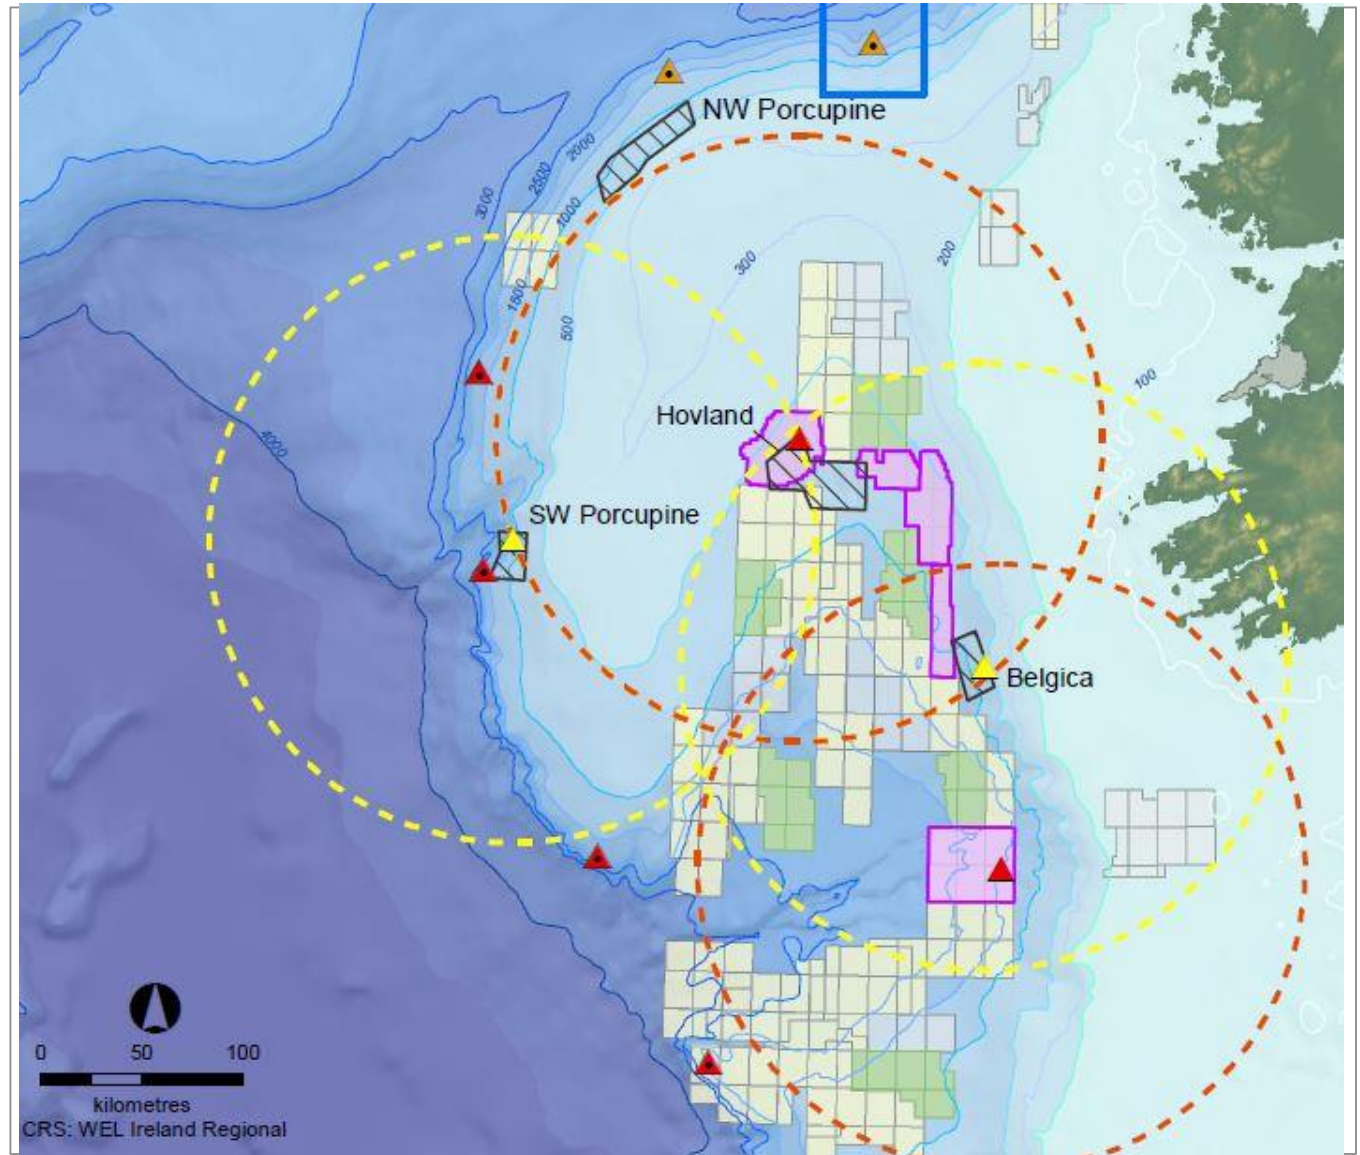 NW Porcupine
2000
2500
3000
1000
200
300
1500
500
100
Hovland
4000
SW Porcupine
Belgica
0 50 100
kilometres
CRS: WEL Ireland Regional